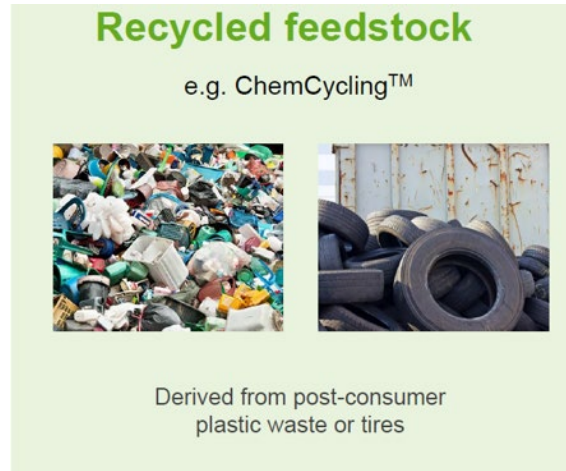 Recycled feedstock
e.g. ChemCycling™
Derived from post-consumer
plastic waste or tires